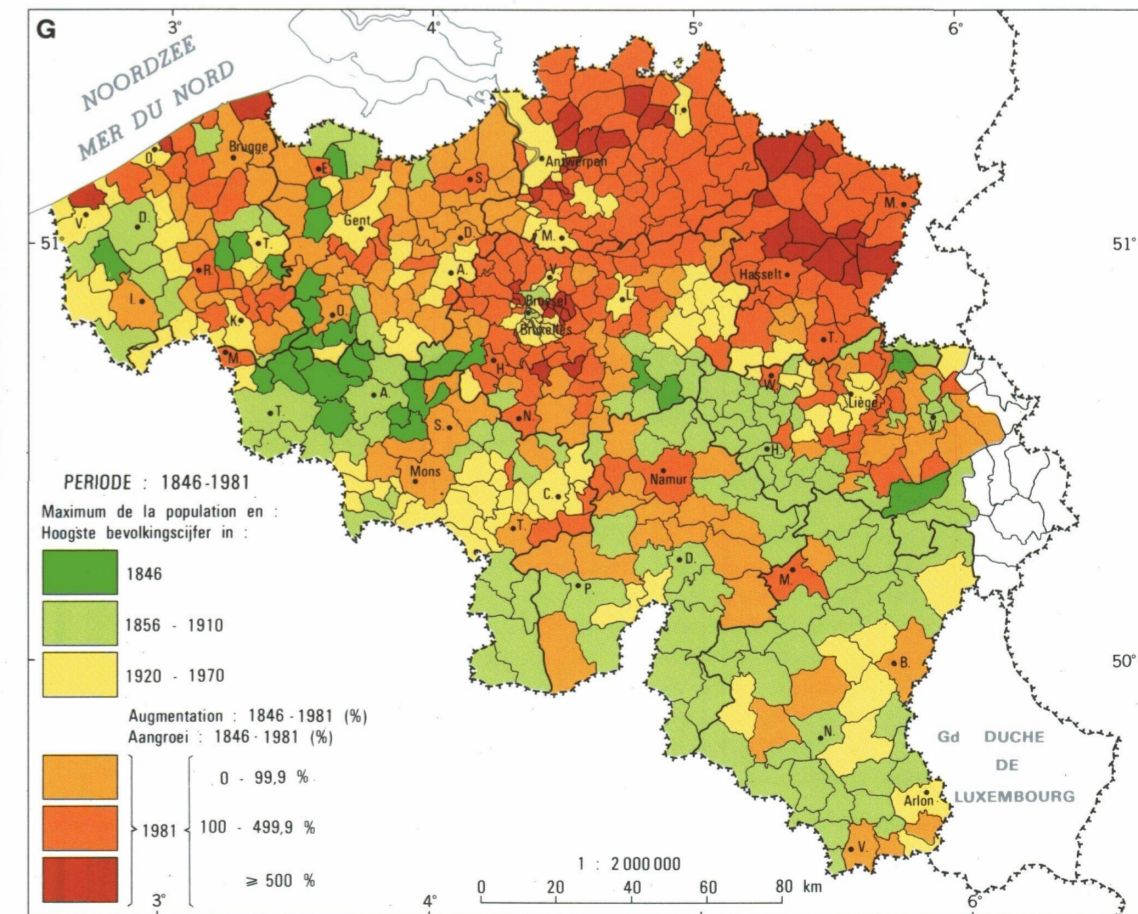 G
3°
4°
5°
6°
NOORDZEE
MER DU NORD
51°
51°
50°
O.
Brugge
E.
S.
Antwerpen
T.
V.
D.
Gent
T.
D.
M.
M.
R.
A.
V.
Hasselt
I.
K.
O.
Brussel
Bruxelles
L.
T.
M.
H.
W.
Liège
T.
A.
S.
N.
H.
V.
Mons
C.
Namur
T.
P.
D.
M.
B.
N.
Arlon
V.
Gd DUCHE
DE
LUXEMBOURG
PERIODE : 1846-1981
Maximum de la population en :
Hoogste bevolkingscijfer in :
1846
1856 - 1910
1920 - 1970
Augmentation : 1846-1981 (%)
Aangroei : 1846-1981 (%)
0 - 99,9 %
1981
100 - 499,9 %
≥ 500 %
1 : 2 000 000
0 20 40 60 80 km
3°
4°
6°